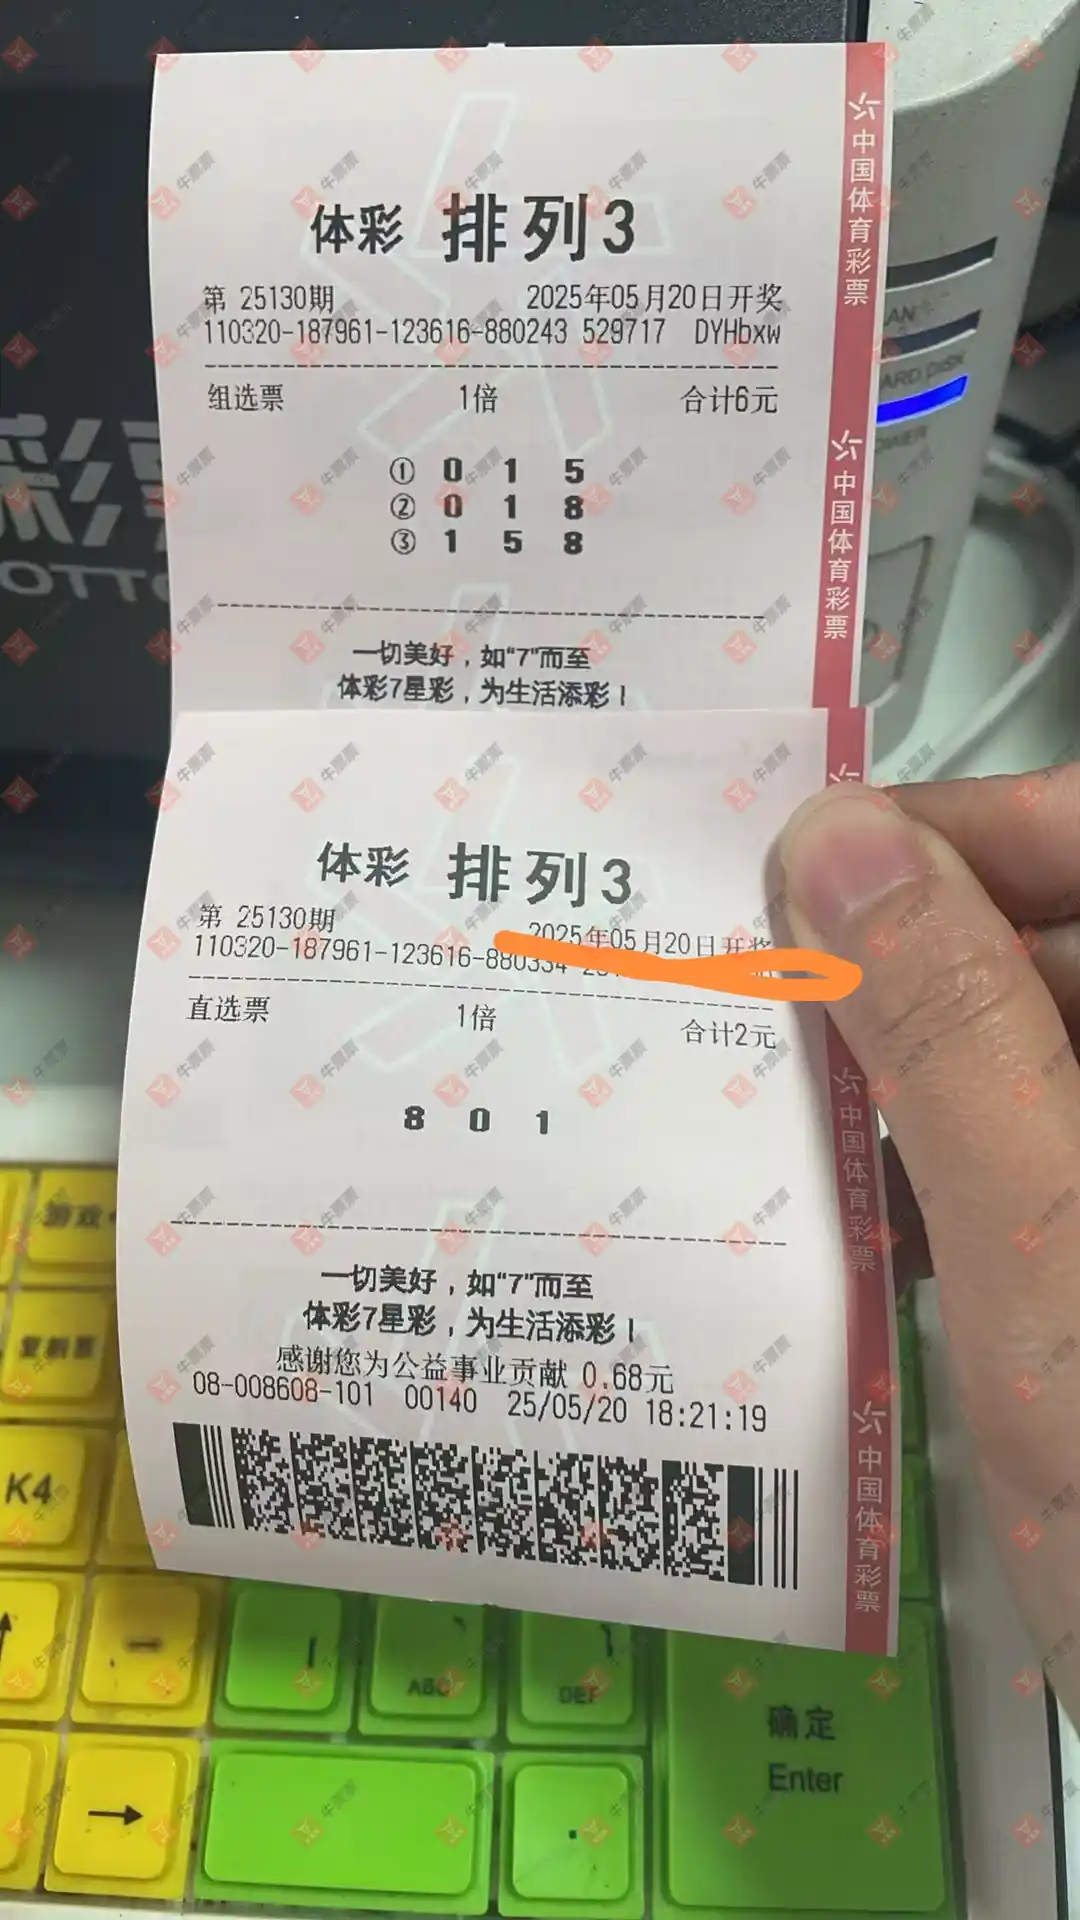 体彩 排列3
第 25130期 2025年05月20日开奖
110320-187961-123616-880243 529717 DYHbxw
组选票 1倍 合计6元
① 0 1 5
② 0 1 8
③ 1 5 8
一切美好，如“7”而至
体彩7星彩，为生活添彩！
体彩 排列3
第 25130期 2025年05月20日开奖
110320-187961-123616-880334
直选票 1倍 合计2元
8 0 1
一切美好，如“7”而至
体彩7星彩，为生活添彩！
感谢您为公益事业贡献 0.68元
08-008608-101 00140 25/05/20 18:21:19
中国体育彩票
中国体育彩票
中国体育彩票
中国体育彩票
牛票票
K4
ABC
DEF
确定
Enter